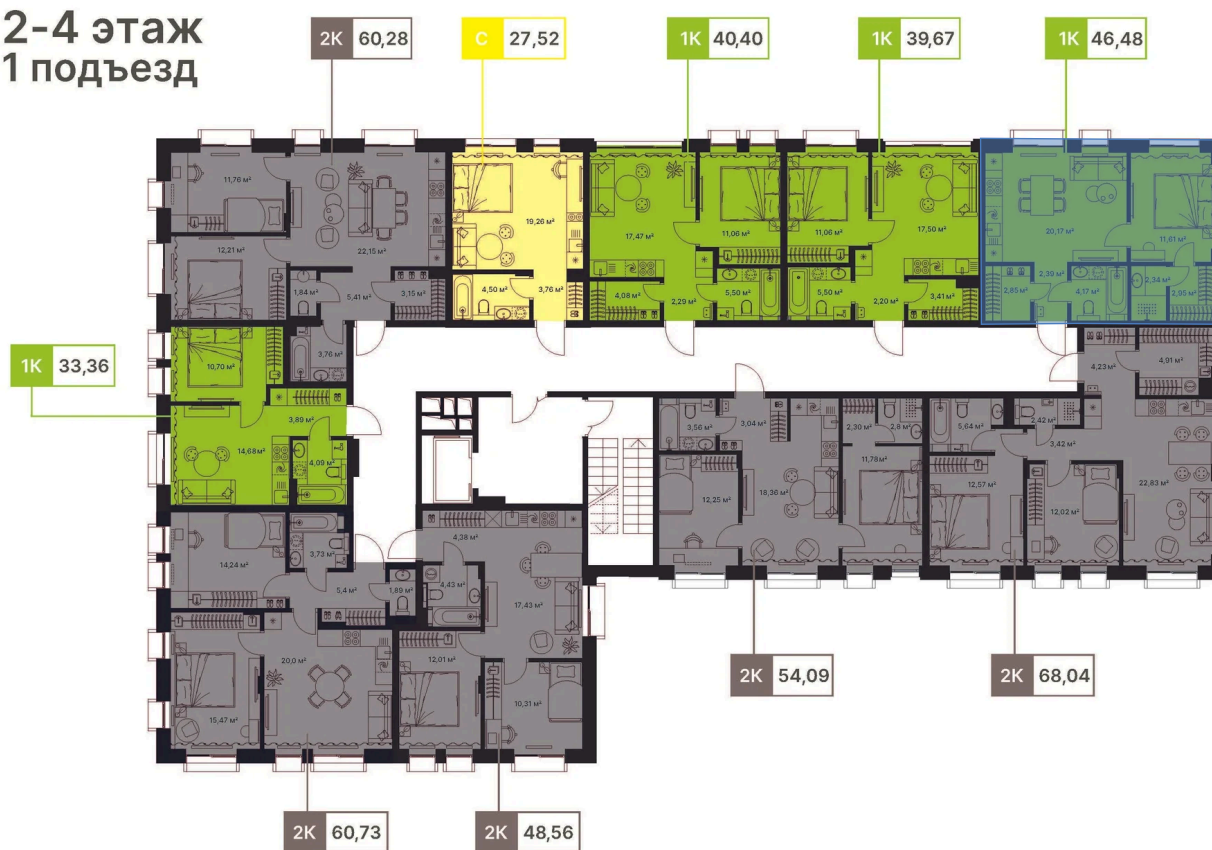 2-4 этаж
1 подъезд
2К 60,28
С 27,52
1К 40,40
1К 39,67
1К 46,48
11,76 м²
12,21 м²
22,15 м²
1,84 м²
5,41 м²
3,15 м²
19,26 м²
4,50 м²
3,76 м²
17,47 м²
11,06 м²
4,08 м²
2,29 м²
5,50 м²
11,06 м²
17,50 м²
5,50 м²
2,20 м²
3,41 м²
20,17 м²
11,61 м²
2,85 м²
2,39 м²
4,17 м²
2,34 м²
2,95 м²
1К 33,36
10,70 м²
3,76 м²
3,89 м²
14,68 м²
4,09 м²
4,23 м²
4,91 м²
3,56 м²
3,04 м²
2,30 м²
2,8 м²
5,64 м²
2,42 м²
3,42 м²
12,25 м²
18,36 м²
11,78 м²
12,57 м²
12,02 м²
22,83 м²
14,24 м²
3,73 м²
5,4 м²
1,89 м²
4,38 м²
4,43 м²
17,43 м²
15,47 м²
20,0 м²
12,01 м²
10,31 м²
2К 54,09
2К 68,04
2К 60,73
2К 48,56